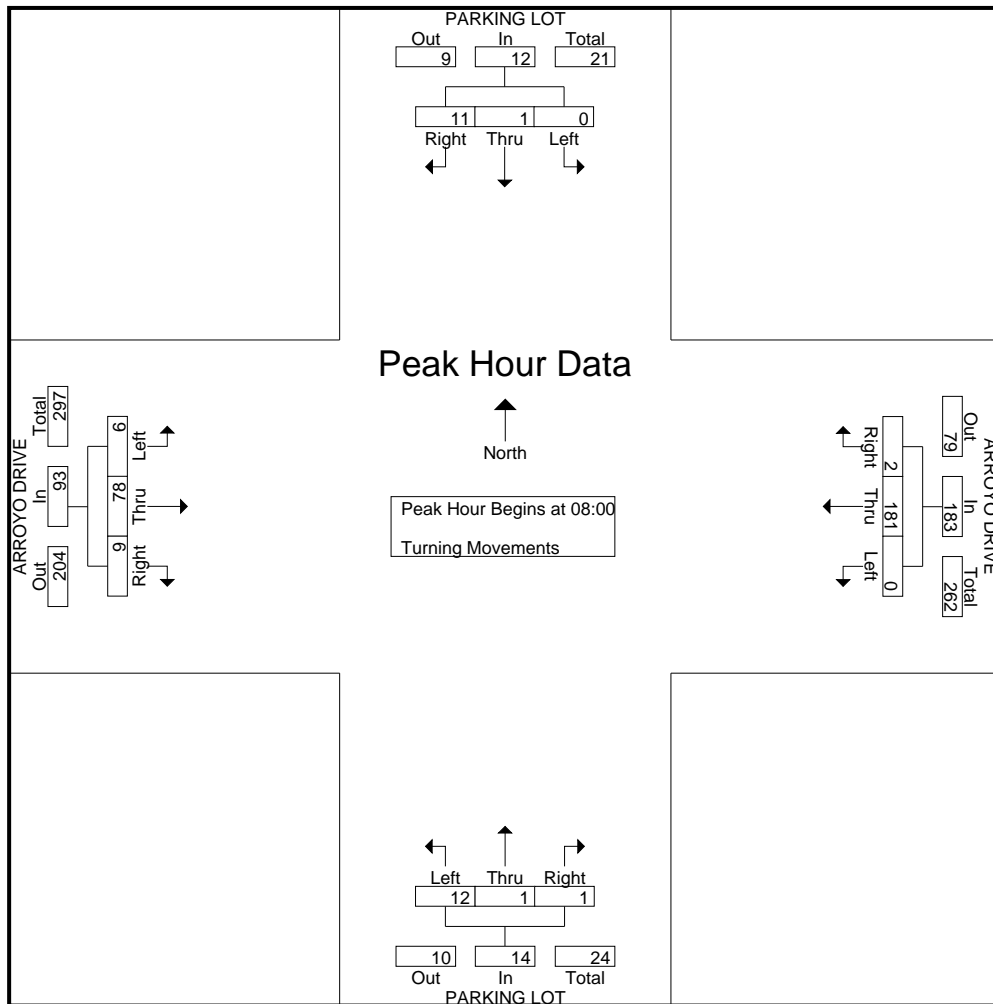 PARKING LOT
Out In Total
9 12 21
11 1 0
Right Thru Left
Peak Hour Data
North
Peak Hour Begins at 08:00
Turning Movements
ARROYO DRIVE
Out In Total
204 93 297
6 78 9
Left Thru Right
ARROYO DRIVE
Out In Total
79 183 262
2 181 0
Right Thru Left
Left Thru Right
12 1 1
10 14 24
Out In Total
PARKING LOT